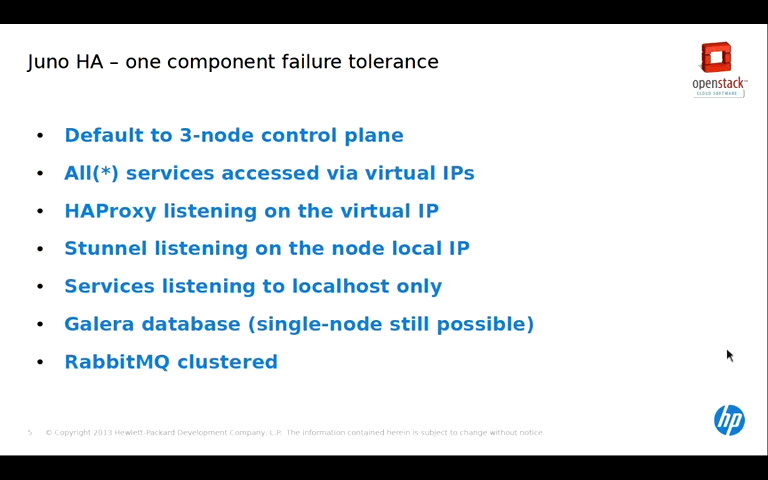 Juno HA – one component failure tolerance
openstack™
CLOUD SOFTWARE
• Default to 3-node control plane
• All(*) services accessed via virtual IPs
• HAProxy listening on the virtual IP
• Stunnel listening on the node local IP
• Services listening to localhost only
• Galera database (single-node still possible)
• RabbitMQ clustered
hp
5 © Copyright 2013 Hewlett-Packard Development Company, L.P. The information contained herein is subject to change without notice.